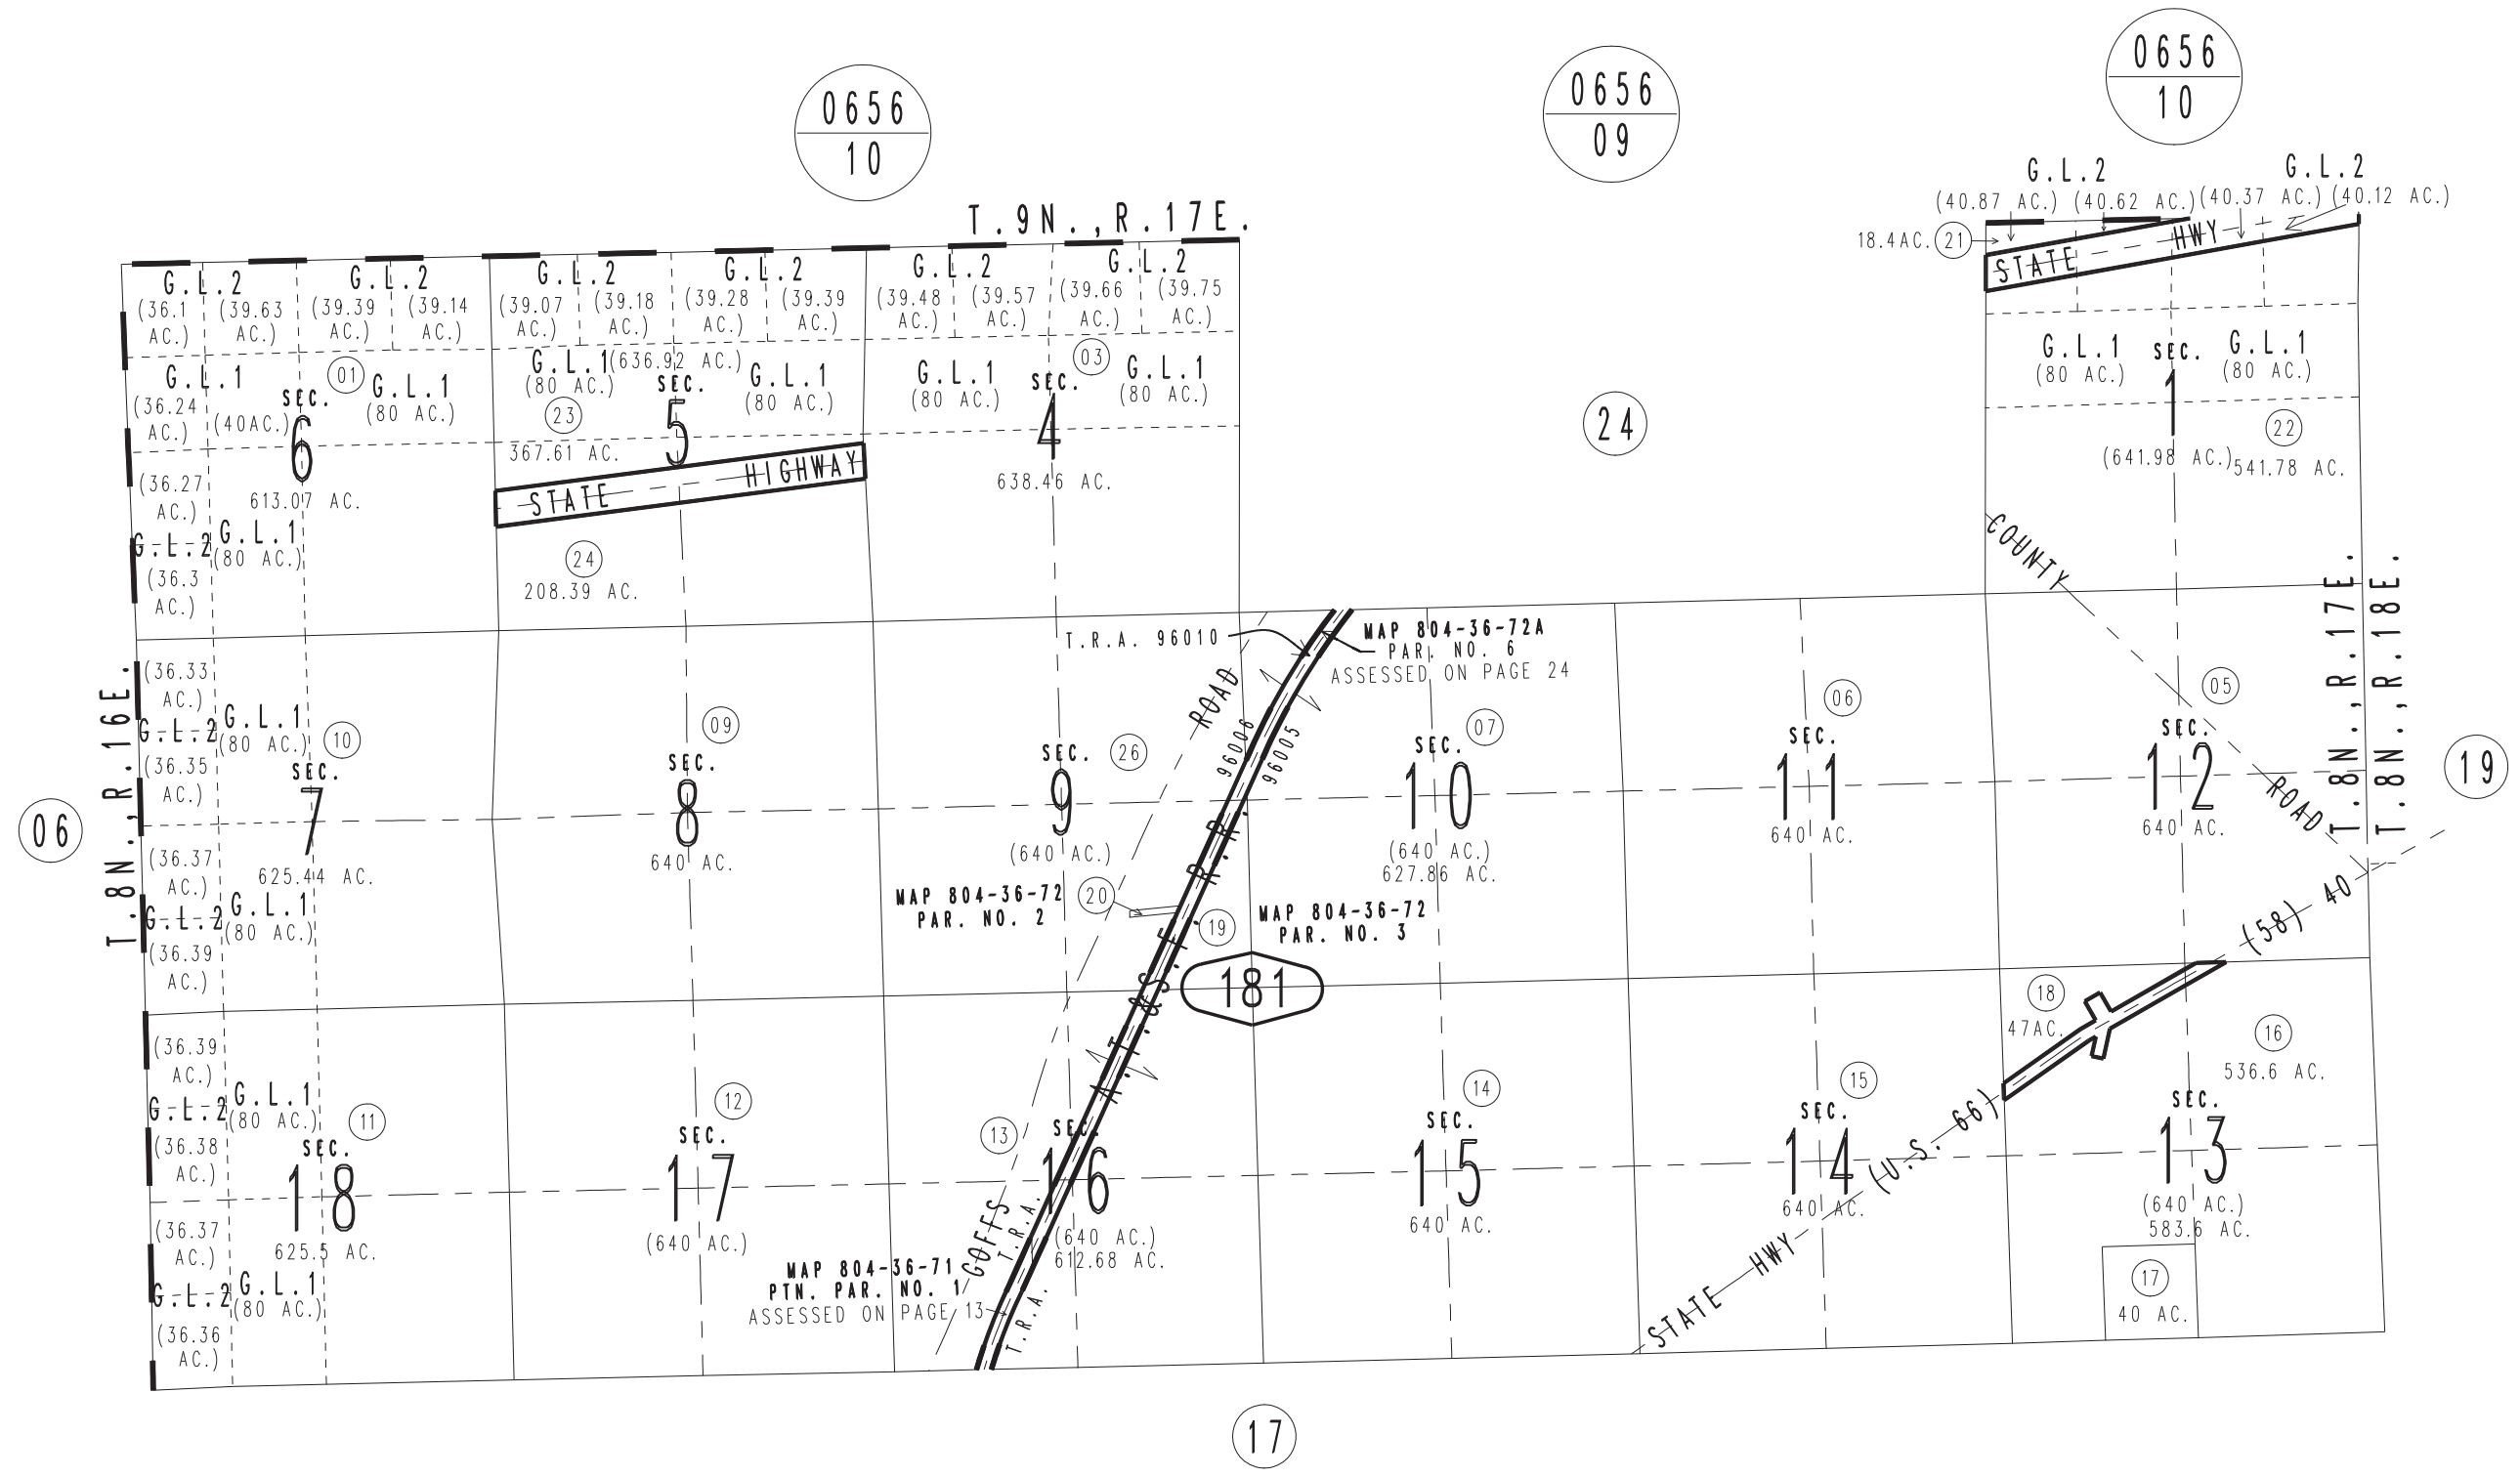 0656
10
0656
09
0656
10
T.9N.,R.17E.
G.L.2
G.L.2
(40.87 AC.)
(40.62 AC.)
(40.37 AC.)
(40.12 AC.)
18.4AC.
21
STATE HWY
G.L.2
G.L.2
G.L.2
G.L.2
G.L.2
G.L.2
(36.1
AC.)
(39.63
AC.)
(39.39
AC.)
(39.14
AC.)
(39.07
AC.)
(39.18
AC.)
(39.28
AC.)
(39.39
AC.)
(39.48
AC.)
(39.57
AC.)
(39.66
AC.)
(39.75
AC.)
G.L.1
01
G.L.1
(80 AC.)
SEC.
6
(36.24
AC.)
(40AC.)
(36.27
AC.)
613.07 AC.
G.L.2
G.L.1
(80 AC.)
(36.3
AC.)
G.L.1
(80 AC.)
(636.92 AC.)
SEC.
5
G.L.1
(80 AC.)
23
367.61 AC.
STATE HIGHWAY
24
208.39 AC.
G.L.1
(80 AC.)
03
SEC.
4
G.L.1
(80 AC.)
638.46 AC.
24
G.L.1
(80 AC.)
SEC.
1
G.L.1
(80 AC.)
22
(641.98 AC.)
541.78 AC.
COUNTY
ROAD
T.8N.,R.17E.
T.8N.,R.18E.
T.8N.,R.16E.
06
19
(36.33
AC.)
G.L.2
G.L.1
(80 AC.)
10
(36.35
AC.)
SEC.
7
(36.37
AC.)
625.44 AC.
G.L.2
G.L.1
(80 AC.)
(36.39
AC.)
09
SEC.
8
640 AC.
T.R.A. 96010
MAP 804-36-72A
PAR. NO. 6
ASSESSED ON PAGE 24
ROAD
96006
96005
SEC.
26
9
(640 AC.)
MAP 804-36-72
PAR. NO. 2
20
19
MAP 804-36-72
PAR. NO. 3
A.T.&S.F. R.R.
181
07
SEC.
10
(640 AC.)
627.86 AC.
06
SEC.
11
640 AC.
05
SEC.
12
640 AC.
(36.39
AC.)
G.L.2
G.L.1
(80 AC.)
11
(36.38
AC.)
SEC.
18
(36.37
AC.)
625.5 AC.
G.L.2
G.L.1
(80 AC.)
(36.36
AC.)
12
SEC.
17
(640 AC.)
13
SEC.
16
(640 AC.)
612.68 AC.
GOFFS
T.R.A.
T.R.A.
MAP 804-36-71
PTN. PAR. NO. 1
ASSESSED ON PAGE 13
14
SEC.
15
640 AC.
15
SEC.
14
640 AC.
STATE HWY (U.S. 66)
(58) 40
18
47AC.
16
536.6 AC.
SEC.
13
(640 AC.)
583.6 AC.
17
40 AC.
17